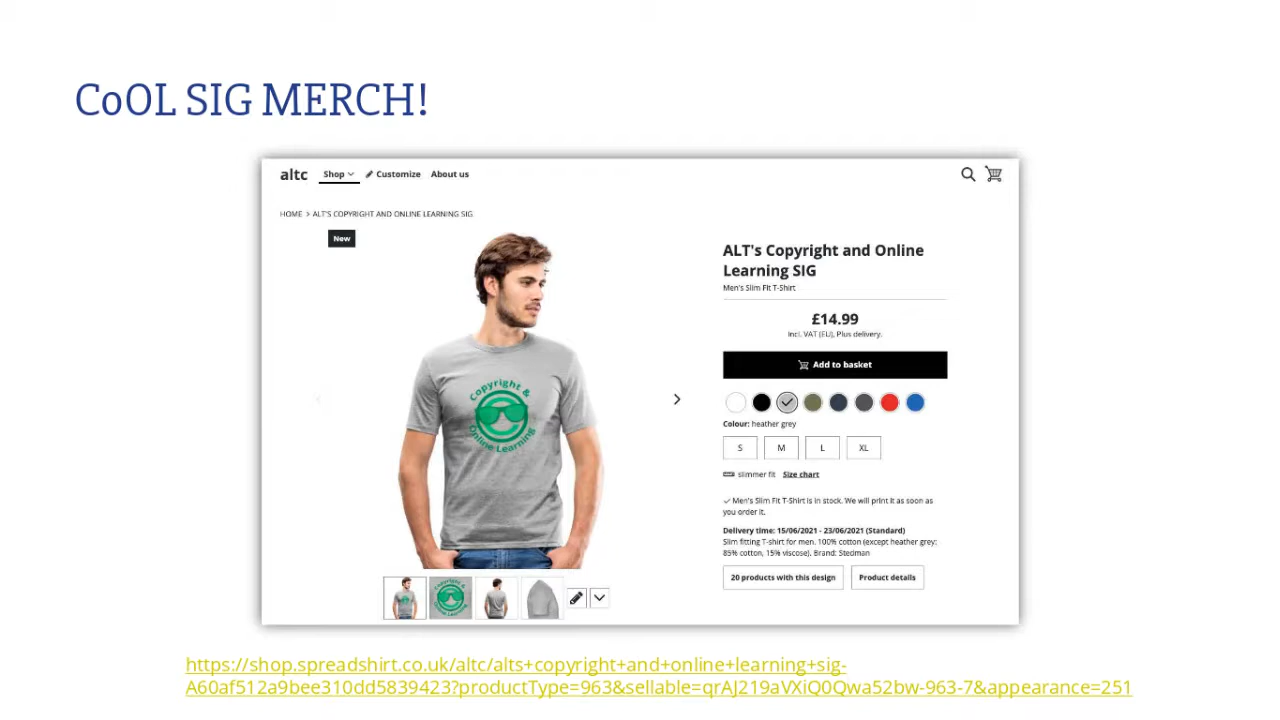 CoOL SIG MERCH!
altc
Shop
Customize
About us
HOME > ALT'S COPYRIGHT AND ONLINE LEARNING SIG
New
Copyright &
Online Learning
ALT's Copyright and Online
Learning SIG
Men's Slim Fit T-Shirt
£14.99
incl. VAT (EU), Plus delivery.
Add to basket
Colour: heather grey
S M L XL
slimmer fit Size chart
Men's Slim Fit T-Shirt is in stock. We will print it as soon as
you order it.
Delivery time: 15/06/2021 - 23/06/2021 (Standard)
Slim fitting T-shirt for men. 100% cotton (except heather grey:
85% cotton, 15% viscose). Brand: Stedman
20 products with this design
Product details
Copyright &
Online Learning
https://shop.spreadshirt.co.uk/altc/alts+copyright+and+online+learning+sig-
A60af512a9bee310dd5839423?productType=963&sellable=qrAJ219aVXiQ0Qwa52bw-963-7&appearance=251